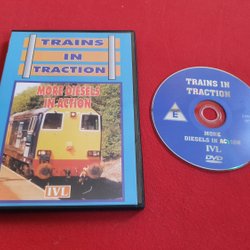 TRAINS
IN
TRACTION
MORE DIESELS
IN ACTION
IVL
TRAINS IN
TRACTION
E
MORE
DIESELS IN ACTION
IVL
DVD